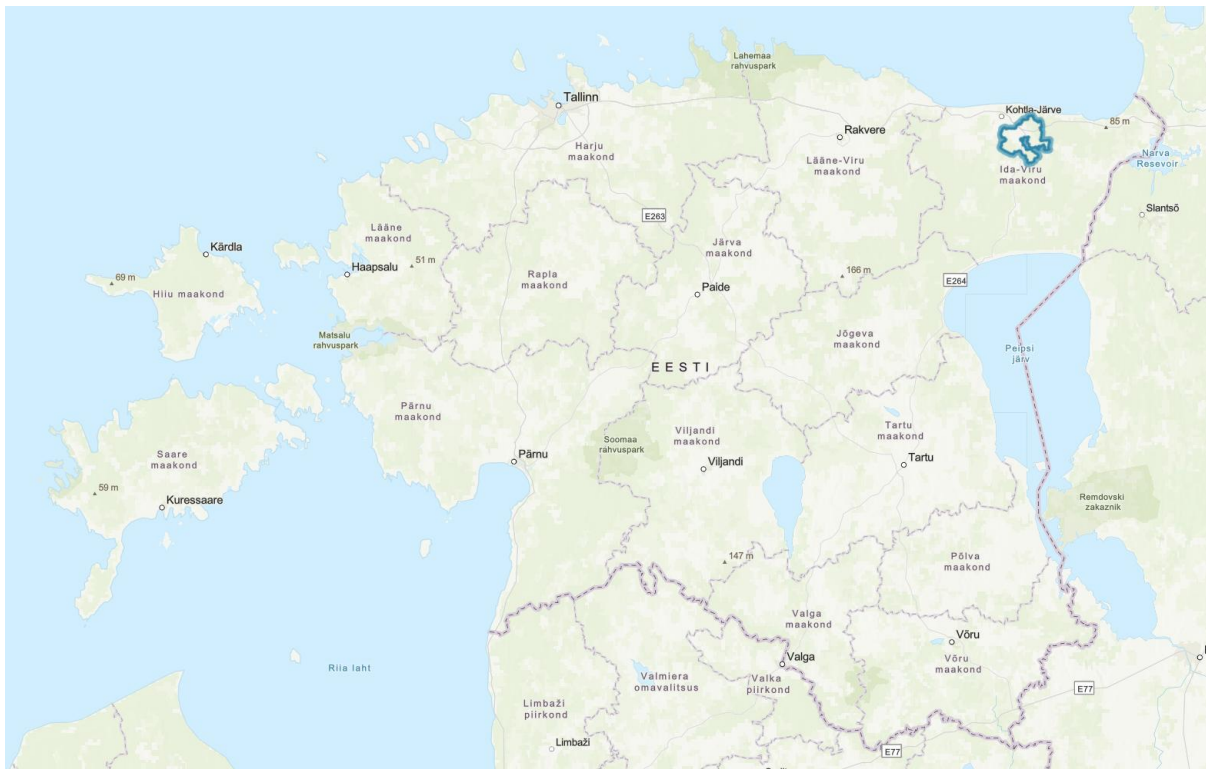 Lahemaa
rahvuspark
Tallinn
Kohtla-Järve
85 m
Rakvere
Harju
maakond
Lääne-Viru
maakond
Narva
Resevoir
Ida-Viru
maakond
Slantsõ
E263
Lääne
maakond
Kärdla
51 m
Haapsalu
Järva
maakond
69 m
Hiiu maakond
Rapla
maakond
166 m
E264
Paide
Matsalu
rahvuspark
Jõgeva
maakond
Peipsi
järv
EESTI
Pärnu
maakond
Viljandi
maakond
Tartu
maakond
Soomaa
rahvuspark
Saare
maakond
Pärnu
Viljandi
Tartu
59 m
Kuressaare
Remdovski
zakaznik
147 m
Põlva
maakond
Valga
maakond
Võru
Võru
maakond
Riia laht
Valga
Valmiera
omavalitsus
Valka
piirkond
E77
Limbaži
piirkond
Limbaži
E77